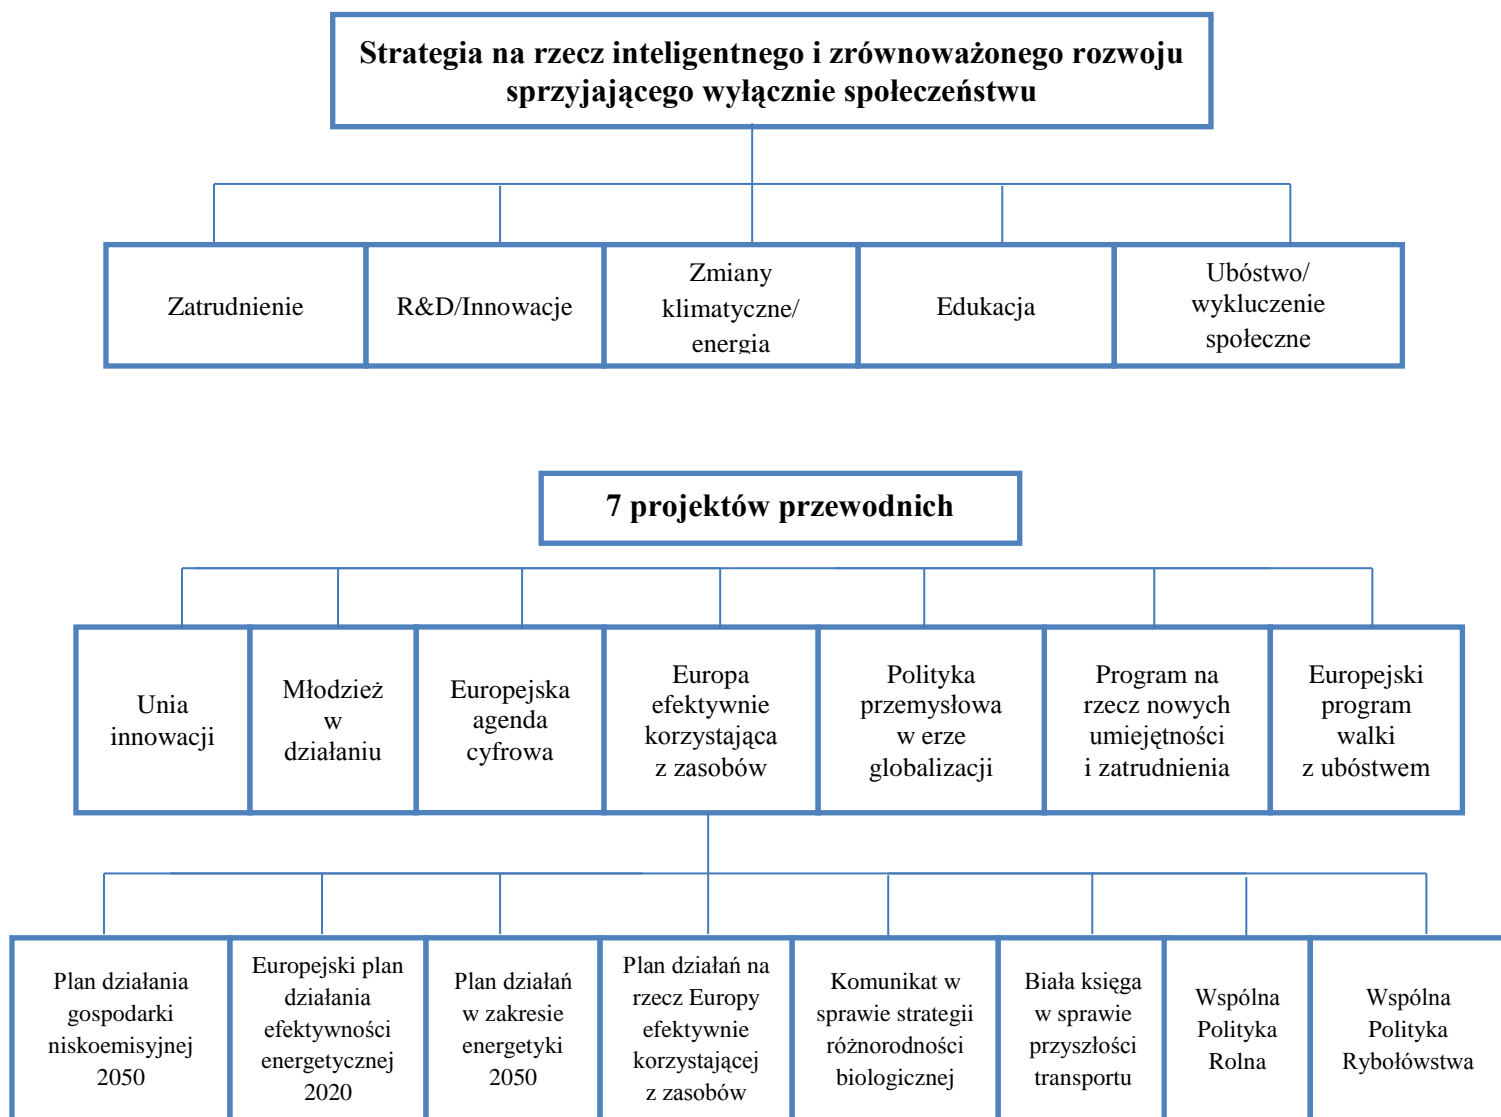 Strategia na rzecz inteligentnego i zrównoważonego rozwoju
sprzyjającego wyłącznie społeczeństwu
Zatrudnienie
R&D/Innowacje
Zmiany
klimatyczne/
energia
Edukacja
Ubóstwo/
wykluczenie
społeczne
7 projektów przewodnich
Unia
innowacji
Młodzież
w
działaniu
Europejska
agenda
cyfrowa
Europa
efektywnie
korzystająca
z zasobów
Polityka
przemysłowa
w erze
globalizacji
Program na
rzecz nowych
umiejętności
i zatrudnienia
Europejski
program
walki
z ubóstwem
Plan działania
gospodarki
niskoemisyjnej
2050
Europejski plan
działania
efektywności
energetycznej
2020
Plan działań
w zakresie
energetyki
2050
Plan działań na
rzecz Europy
efektywnie
korzystającej
z zasobów
Komunikat w
sprawie strategii
różnorodności
biologicznej
Biała księga
w sprawie
przyszłości
transportu
Wspólna
Polityka
Rolna
Wspólna
Polityka
Rybołówstwa